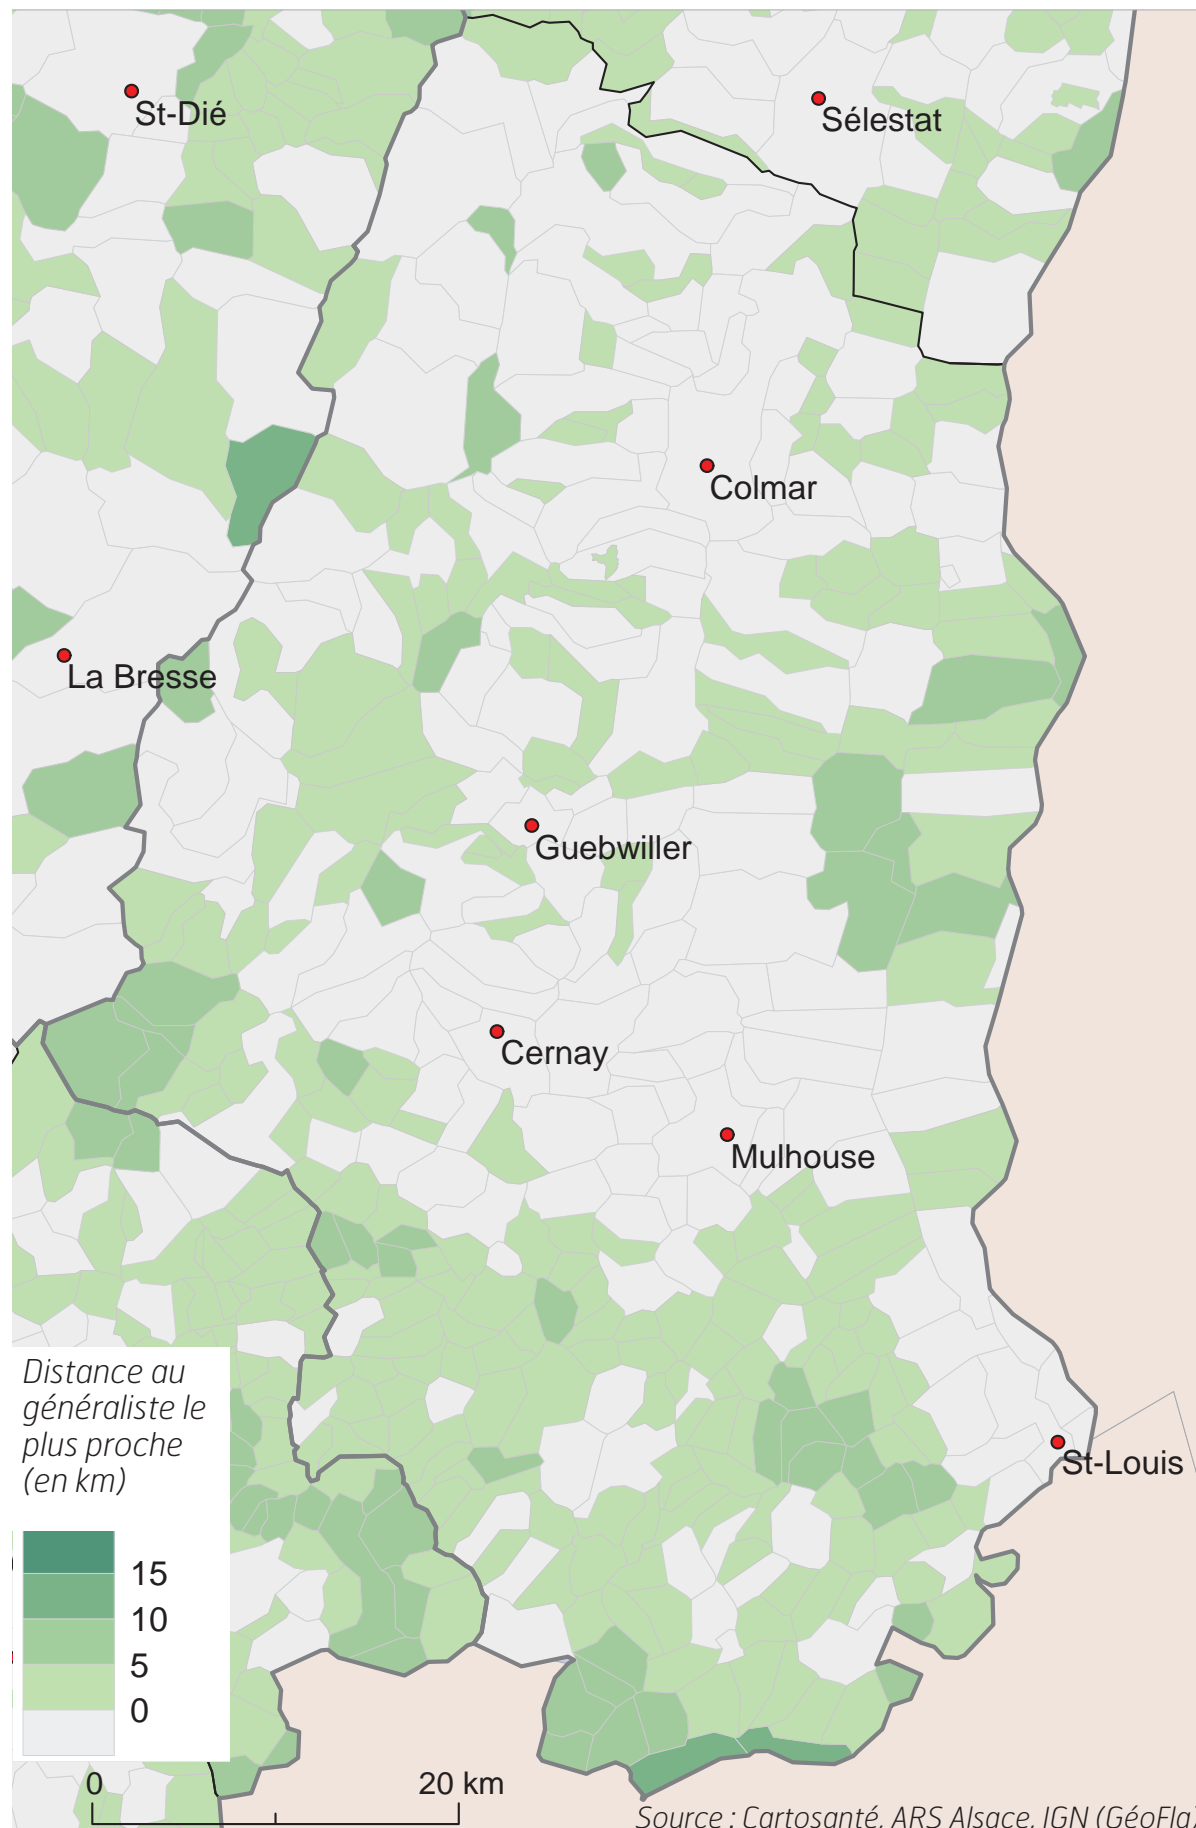 St-Dié
Sélestat
Colmar
La Bresse
Guebwiller
Cernay
Mulhouse
St-Louis
Distance au
généraliste le
plus proche
(en km)
15
10
5
0
0 20 km
Source : Cartosanté, ARS Alsace, IGN (GéoFla)